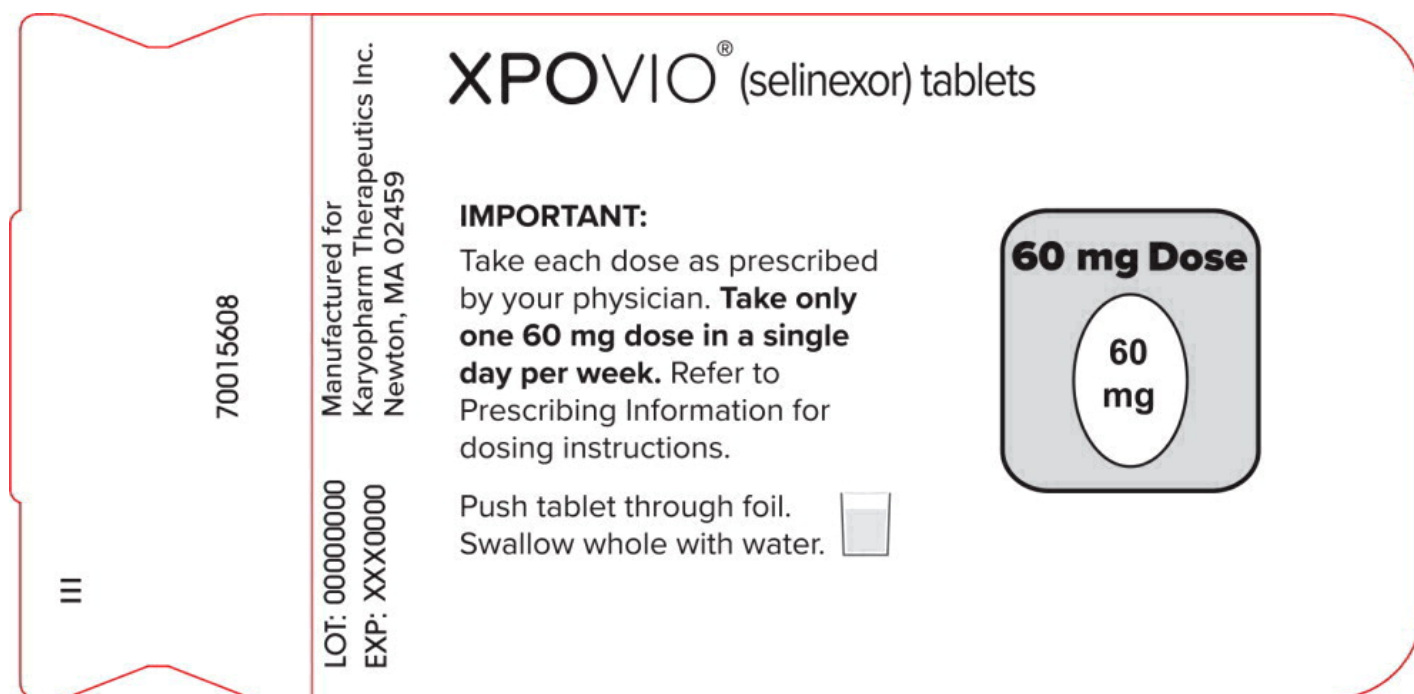 XPOVIO® (selinexor) tablets
IMPORTANT:
Take each dose as prescribed
by your physician. Take only
one 60 mg dose in a single
day per week. Refer to
Prescribing Information for
dosing instructions.
Push tablet through foil.
Swallow whole with water.
60 mg Dose
60
mg
Manufactured for
Karyopharm Therapeutics Inc.
Newton, MA 02459
LOT: 00000000
EXP: XXX0000
70015608
III